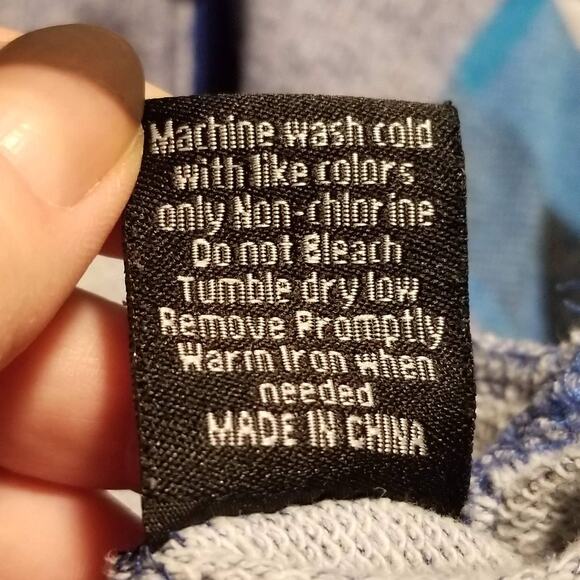 Machine wash cold
with like colors
only Non-chlorine
Do not Bleach
Tumble dry low
Remove Promptly
Warm Iron when
needed
MADE IN CHINA